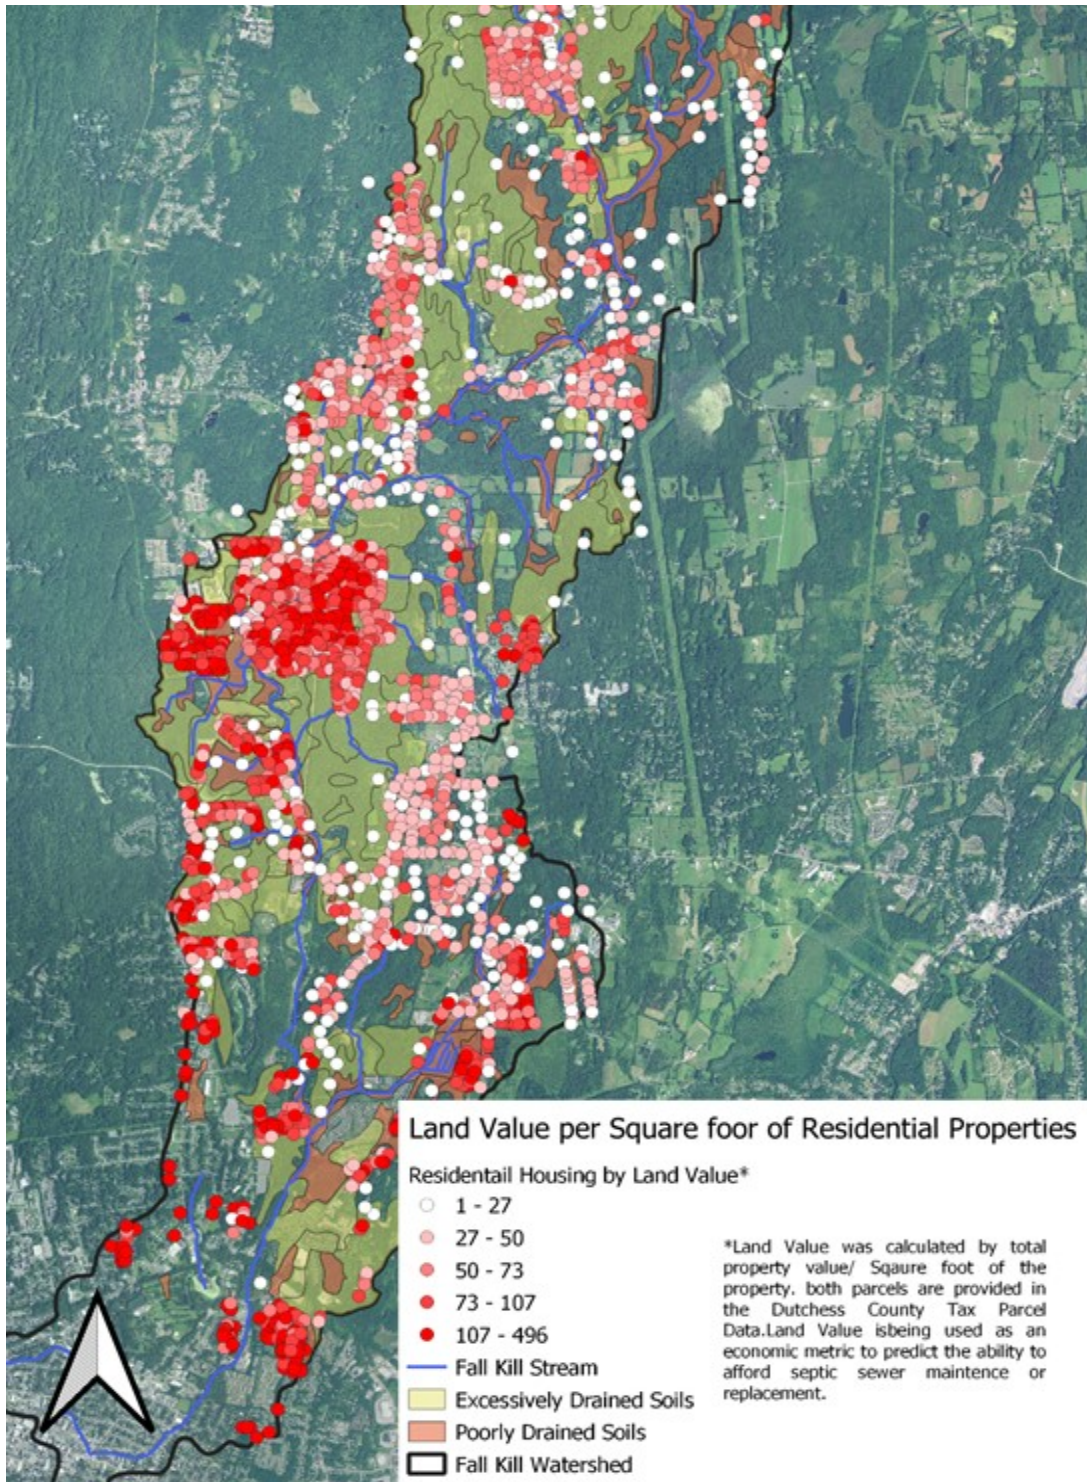 Land Value per Square foor of Residential Properties
Residentail Housing by Land Value*
1 - 27
27 - 50
50 - 73
73 - 107
107 - 496
Fall Kill Stream
Excessively Drained Soils
Poorly Drained Soils
Fall Kill Watershed
*Land Value was calculated by total
property value/ Sqaure foot of the
property. both parcels are provided in
the Dutchess County Tax Parcel
Data.Land Value isbeing used as an
economic metric to predict the ability to
afford septic sewer maintence or
replacement.